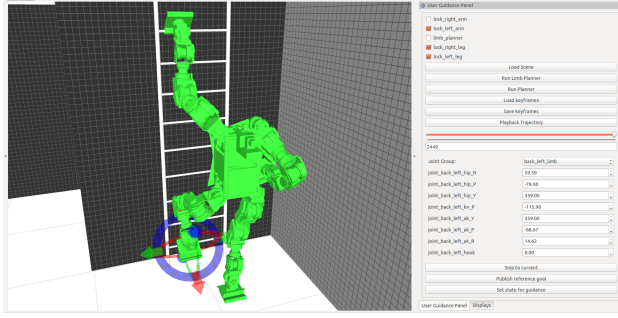 User Guidance Panel
lock_right_arm
lock_left_arm
limb_planner
lock_right_leg
lock_left_leg
Load Scene
Run Limb Planner
Run Planner
Load keyframes
Save keyframes
Playback Trajectory
2449
Joint Group: back_left_limb
joint_back_left_hip_R 59.59
joint_back_left_hip_P -78.60
joint_back_left_hip_Y 359.00
joint_back_left_kn_P -115.96
joint_back_left_ak_Y 359.00
joint_back_left_ak_P -66.67
joint_back_left_ak_R 14.62
joint_back_left_hook 0.00
Snip to current
Publish reference goal
Set state for guidance
User Guidance Panel Displays